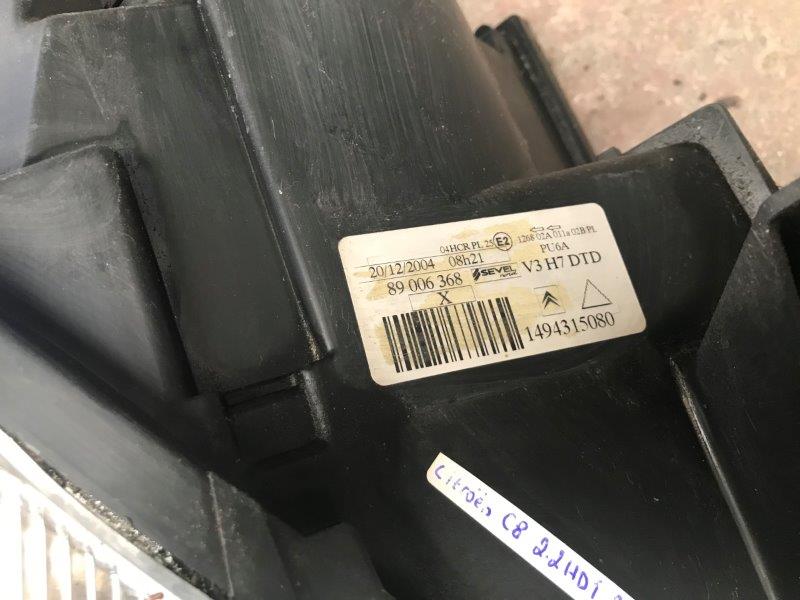 04HCR PL 25 E2 1268 02A 011a 02B/PL
20/12/2004 08h21 PU6A
89 006 368 SEVEL V3 H7 DTD
X
1494315080
Citroën C8 2.2HDI